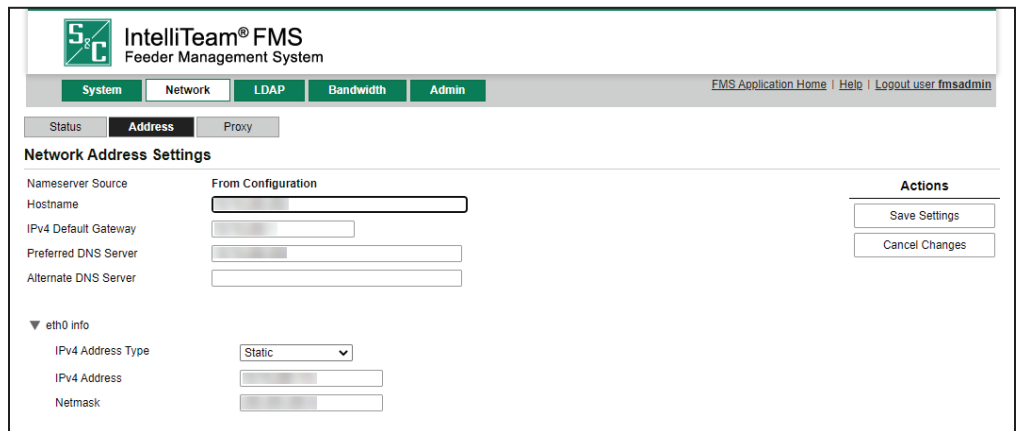 S&C
IntelliTeam® FMS
Feeder Management System
System Network LDAP Bandwidth Admin
FMS Application Home | Help | Logout user fmsadmin
Status Address Proxy
Network Address Settings
Nameserver Source From Configuration
Hostname
IPv4 Default Gateway
Preferred DNS Server
Alternate DNS Server
Actions
Save Settings
Cancel Changes
eth0 info
IPv4 Address Type Static
IPv4 Address
Netmask